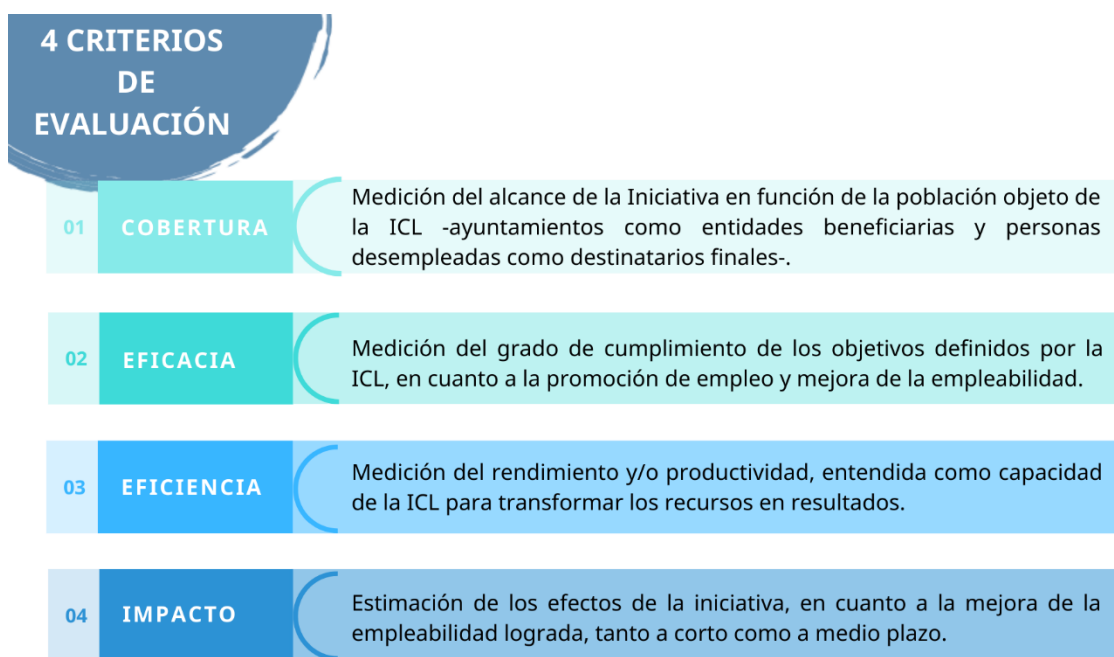 4 CRITERIOS
DE
EVALUACIÓN
01
COBERTURA
Medición del alcance de la Iniciativa en función de la población objeto de
la ICL -ayuntamientos como entidades beneficiarias y personas
desempleadas como destinatarios finales-.
02
EFICACIA
Medición del grado de cumplimiento de los objetivos definidos por la
ICL, en cuanto a la promoción de empleo y mejora de la empleabilidad.
03
EFICIENCIA
Medición del rendimiento y/o productividad, entendida como capacidad
de la ICL para transformar los recursos en resultados.
04
IMPACTO
Estimación de los efectos de la iniciativa, en cuanto a la mejora de la
empleabilidad lograda, tanto a corto como a medio plazo.